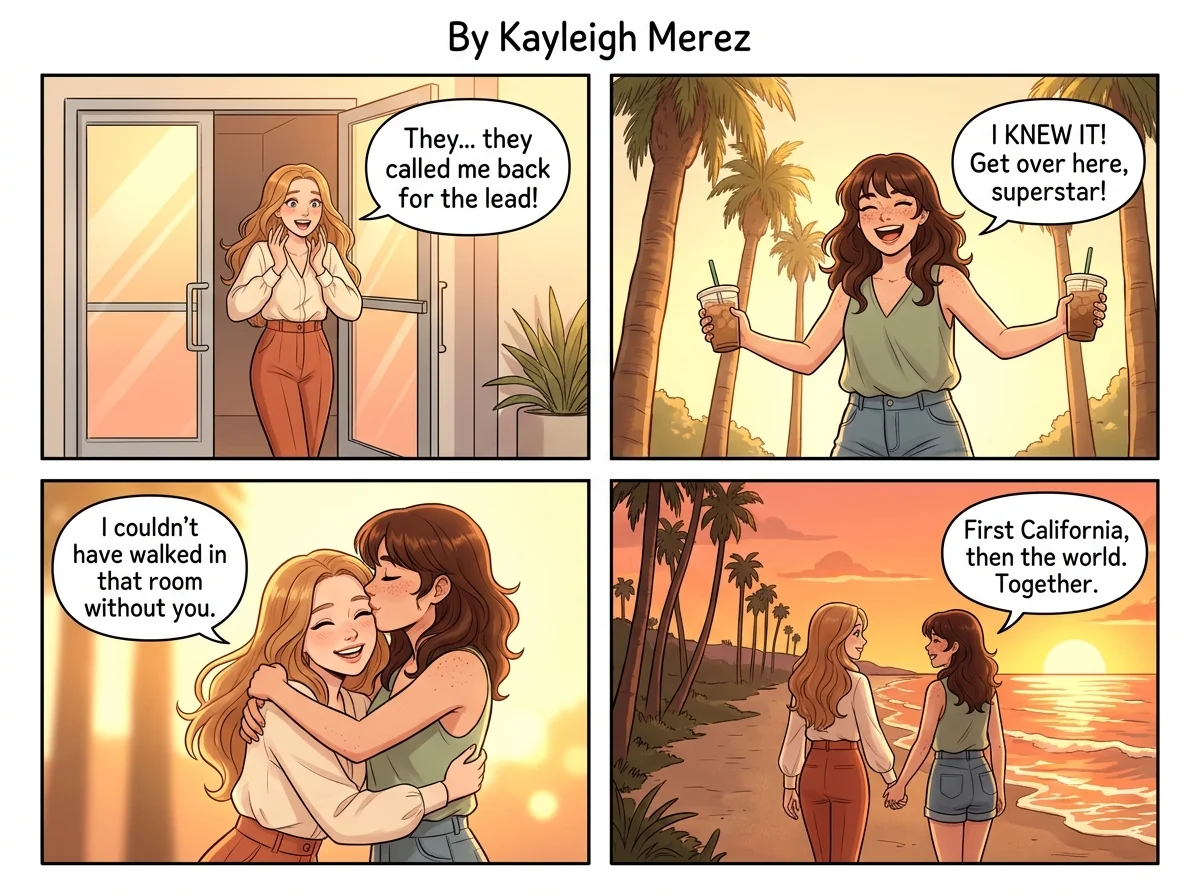 By Kayleigh Merez
They... they
called me back
for the lead!
I KNEW IT!
Get over here,
superstar!
I couldn't
have walked in
that room
without you.
First California,
then the world.
Together.